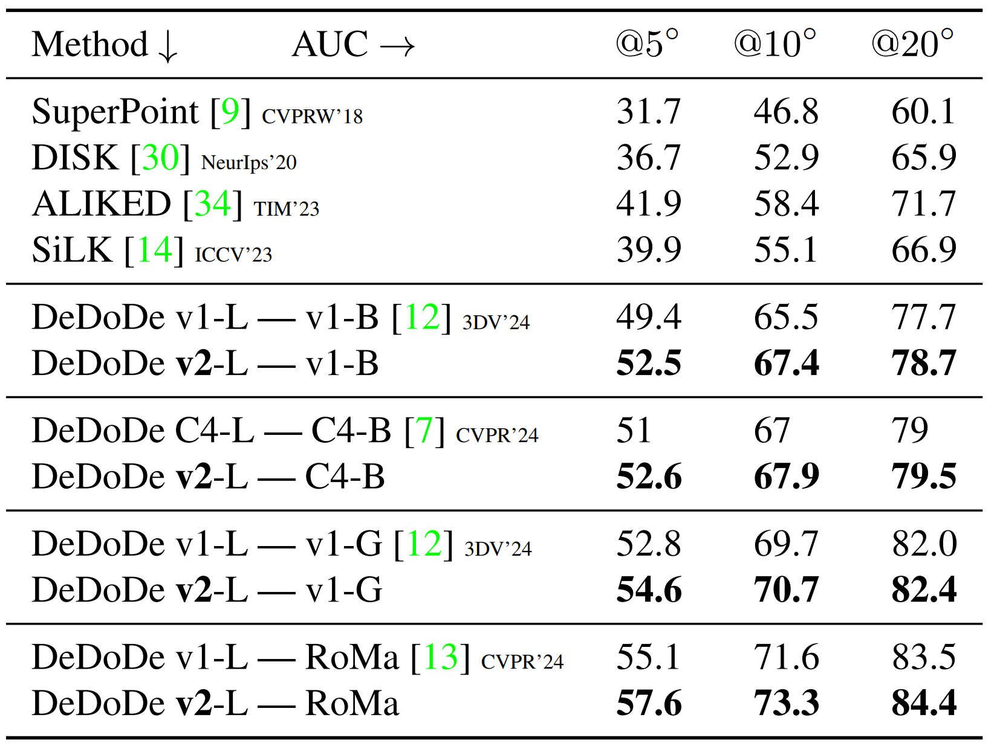 Method ↓ AUC → @5° @10° @20°
SuperPoint [9] CVPRW’18 31.7 46.8 60.1
DISK [30] NeurIps’20 36.7 52.9 65.9
ALIKED [34] TIM’23 41.9 58.4 71.7
SiLK [14] ICCV’23 39.9 55.1 66.9
DeDoDe v1-L — v1-B [12] 3DV’24 49.4 65.5 77.7
DeDoDe v2-L — v1-B 52.5 67.4 78.7
DeDoDe C4-L — C4-B [7] CVPR’24 51 67 79
DeDoDe v2-L — C4-B 52.6 67.9 79.5
DeDoDe v1-L — v1-G [12] 3DV’24 52.8 69.7 82.0
DeDoDe v2-L — v1-G 54.6 70.7 82.4
DeDoDe v1-L — RoMa [13] CVPR’24 55.1 71.6 83.5
DeDoDe v2-L — RoMa 57.6 73.3 84.4